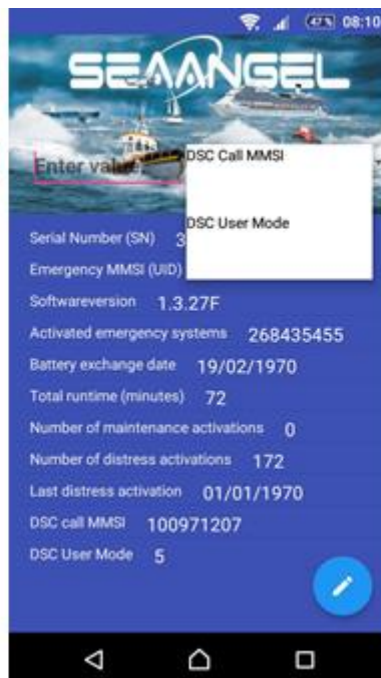 47% 08:10
SEAANGEL
Enter value
DSC Call MMSI
DSC User Mode
Serial Number (SN) 3
Emergency MMSI (UID)
Softwareversion 1.3.27F
Activated emergency systems 268435455
Battery exchange date 19/02/1970
Total runtime (minutes) 72
Number of maintenance activations 0
Number of distress activations 172
Last distress activation 01/01/1970
DSC call MMSI 100971207
DSC User Mode 5